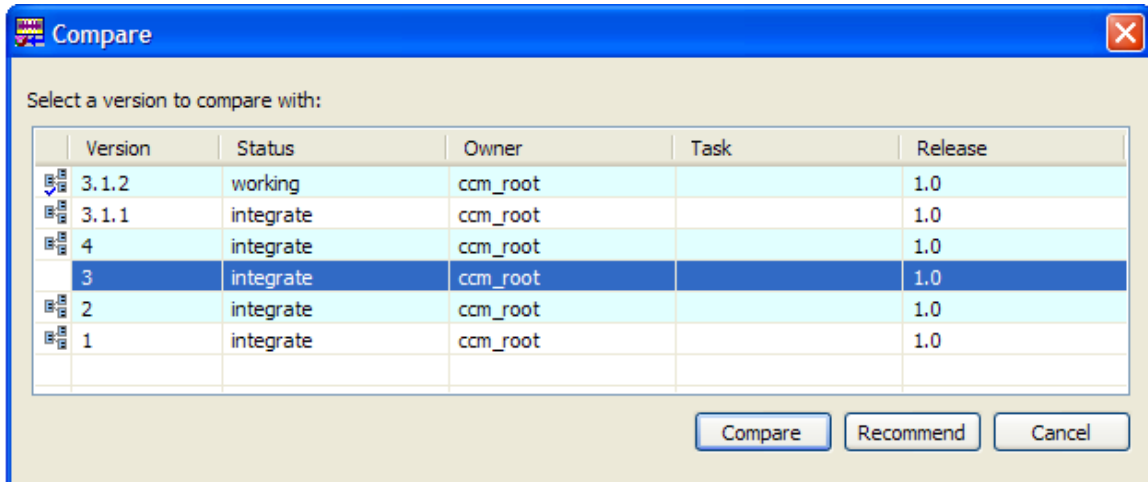 Compare
Select a version to compare with:
Version Status Owner Task Release
3.1.2 working ccm_root 1.0
3.1.1 integrate ccm_root 1.0
4 integrate ccm_root 1.0
3 integrate ccm_root 1.0
2 integrate ccm_root 1.0
1 integrate ccm_root 1.0
Compare Recommend Cancel